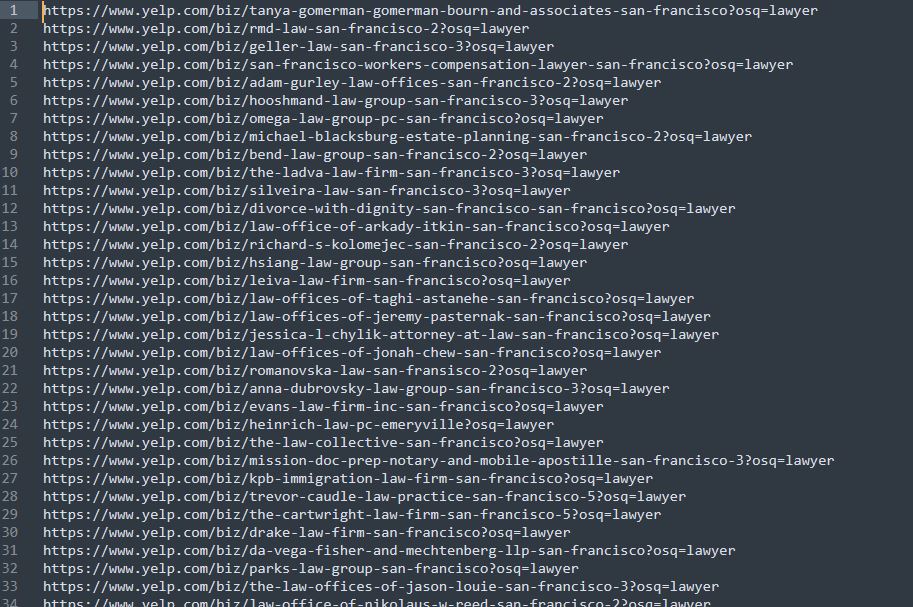 1 https://www.yelp.com/biz/tanya-gomerman-gomerman-bourn-and-associates-san-francisco?osq=lawyer
2 https://www.yelp.com/biz/rmd-law-san-francisco-2?osq=lawyer
3 https://www.yelp.com/biz/geller-law-san-francisco-3?osq=lawyer
4 https://www.yelp.com/biz/san-francisco-workers-compensation-lawyer-san-francisco?osq=lawyer
5 https://www.yelp.com/biz/adam-gurley-law-offices-san-francisco-2?osq=lawyer
6 https://www.yelp.com/biz/hooshmand-law-group-san-francisco-3?osq=lawyer
7 https://www.yelp.com/biz/omega-law-group-pc-san-francisco?osq=lawyer
8 https://www.yelp.com/biz/michael-blacksburg-estate-planning-san-francisco-2?osq=lawyer
9 https://www.yelp.com/biz/bend-law-group-san-francisco-2?osq=lawyer
10 https://www.yelp.com/biz/the-ladva-law-firm-san-francisco-3?osq=lawyer
11 https://www.yelp.com/biz/silveira-law-san-francisco-3?osq=lawyer
12 https://www.yelp.com/biz/divorce-with-dignity-san-francisco-san-francisco?osq=lawyer
13 https://www.yelp.com/biz/law-office-of-arkady-itkin-san-francisco?osq=lawyer
14 https://www.yelp.com/biz/richard-s-kolomejec-san-francisco-2?osq=lawyer
15 https://www.yelp.com/biz/hsiang-law-group-san-francisco?osq=lawyer
16 https://www.yelp.com/biz/leiva-law-firm-san-francisco?osq=lawyer
17 https://www.yelp.com/biz/law-offices-of-taghi-astanehe-san-francisco?osq=lawyer
18 https://www.yelp.com/biz/law-offices-of-jeremy-pasternak-san-francisco?osq=lawyer
19 https://www.yelp.com/biz/jessica-l-chylik-attorney-at-law-san-francisco?osq=lawyer
20 https://www.yelp.com/biz/law-offices-of-jonah-chew-san-francisco?osq=lawyer
21 https://www.yelp.com/biz/romanovska-law-san-fransisco-2?osq=lawyer
22 https://www.yelp.com/biz/anna-dubrovsky-law-group-san-francisco-3?osq=lawyer
23 https://www.yelp.com/biz/evans-law-firm-inc-san-francisco?osq=lawyer
24 https://www.yelp.com/biz/heinrich-law-pc-emeryville?osq=lawyer
25 https://www.yelp.com/biz/the-law-collective-san-francisco?osq=lawyer
26 https://www.yelp.com/biz/mission-doc-prep-notary-and-mobile-apostille-san-francisco-3?osq=lawyer
27 https://www.yelp.com/biz/kpb-immigration-law-firm-san-francisco?osq=lawyer
28 https://www.yelp.com/biz/trevor-caudle-law-practice-san-francisco-5?osq=lawyer
29 https://www.yelp.com/biz/the-cartwright-law-firm-san-francisco-5?osq=lawyer
30 https://www.yelp.com/biz/drake-law-firm-san-francisco?osq=lawyer
31 https://www.yelp.com/biz/da-vega-fisher-and-mechtenberg-llp-san-francisco?osq=lawyer
32 https://www.yelp.com/biz/parks-law-group-san-francisco?osq=lawyer
33 https://www.yelp.com/biz/the-law-offices-of-jason-louie-san-francisco-3?osq=lawyer
34 https://www.yelp.com/biz/law-office-of-nikolaus-w-reed-san-francisco-2?osq=lawyer